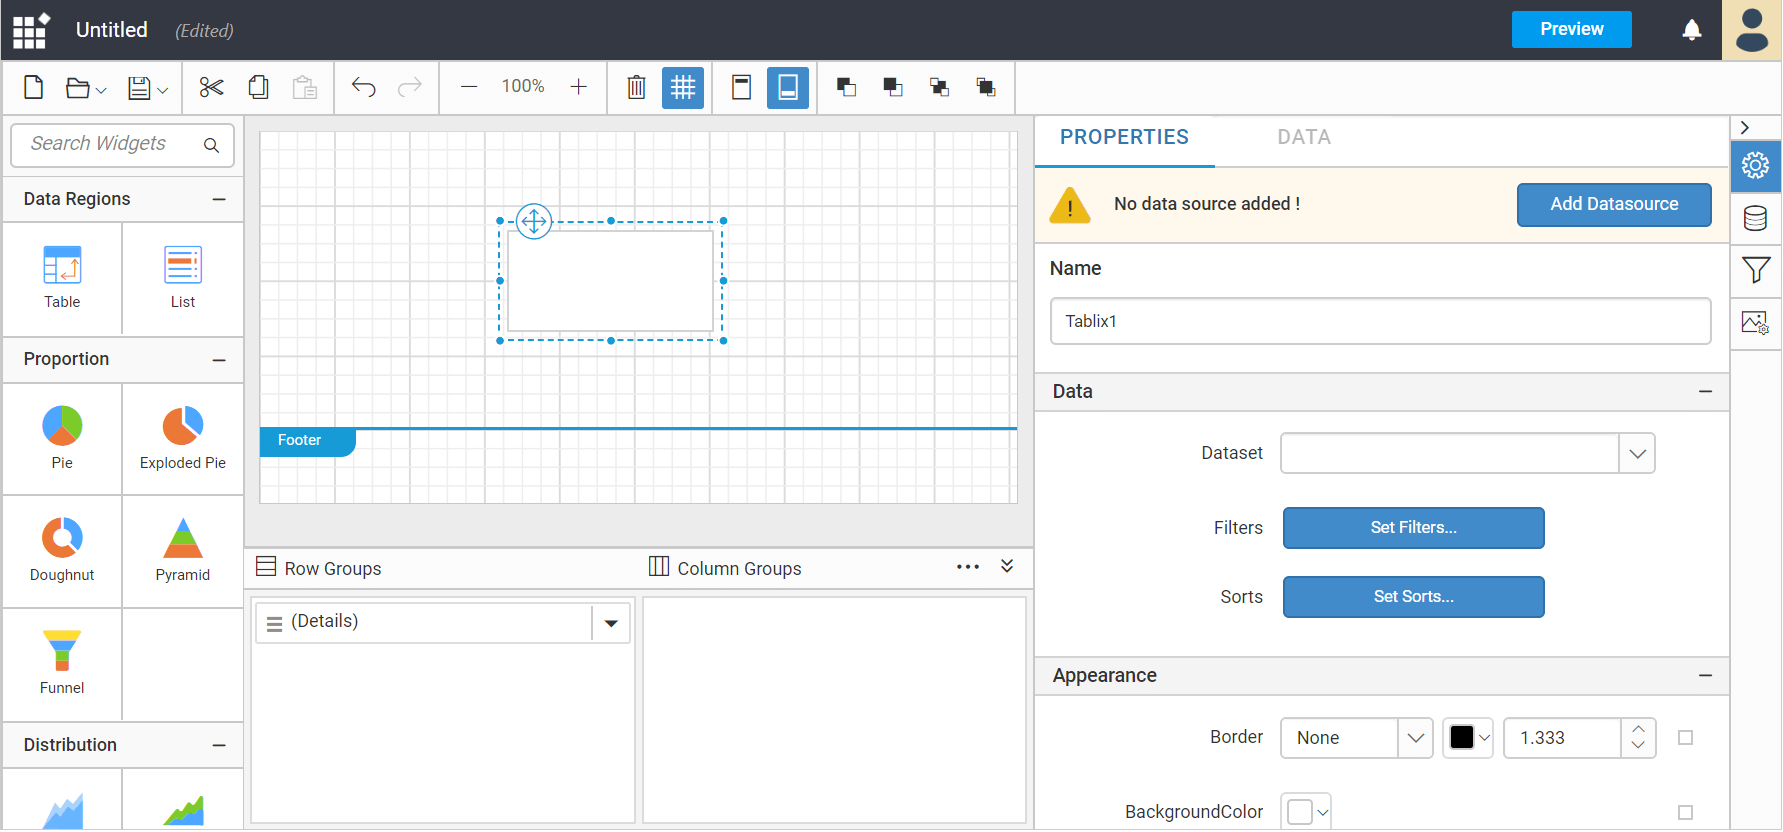 Untitled (Edited) Preview
100%
Search Widgets
Data Regions
Table List
Proportion
Pie Exploded Pie
Doughnut Pyramid
Funnel
Distribution
Footer
Row Groups Column Groups
(Details)
PROPERTIES DATA
No data source added ! Add Datasource
Name
Tablix1
Data
Dataset
Filters Set Filters...
Sorts Set Sorts...
Appearance
Border None 1.333
BackgroundColor